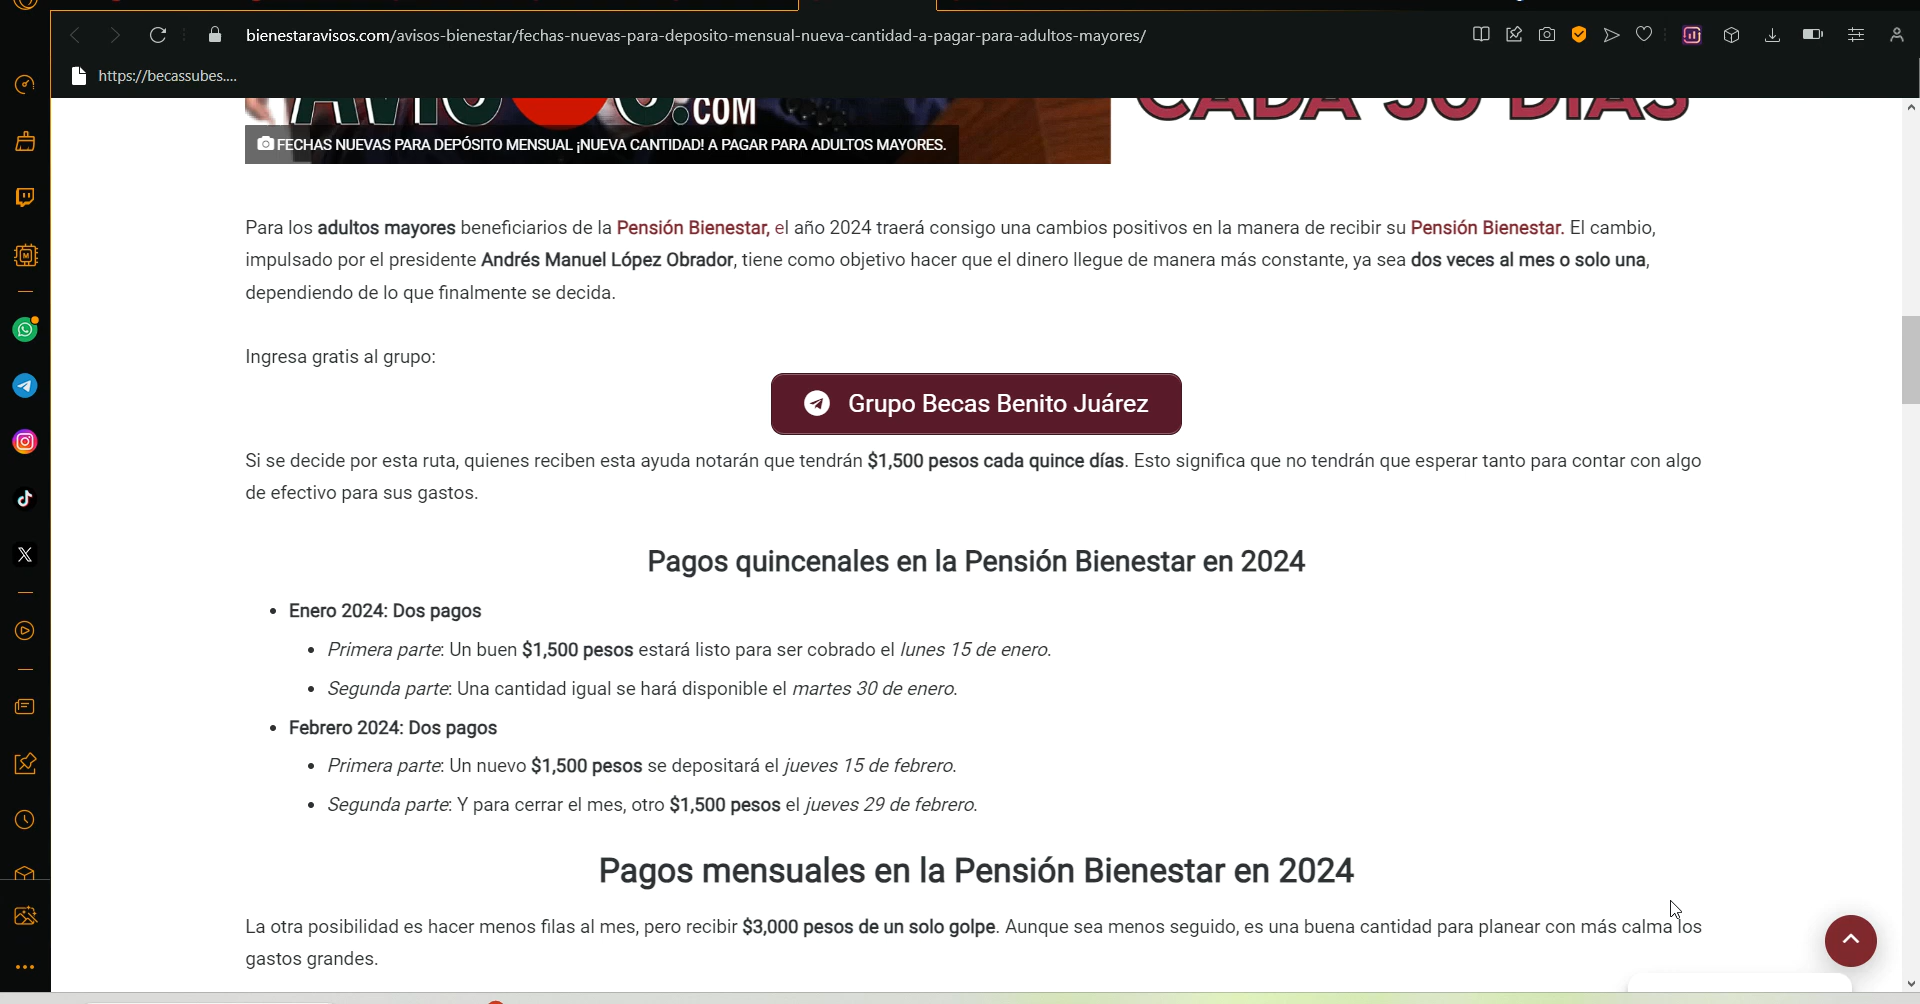 bienestaravisos.com/avisos-bienestar/fechas-nuevas-para-deposito-mensual-nueva-cantidad-a-pagar-para-adultos-mayores/
https://becassubes....
.COM
CADA 30 DÍAS
FECHAS NUEVAS PARA DEPÓSITO MENSUAL ¡NUEVA CANTIDAD! A PAGAR PARA ADULTOS MAYORES.
Para los adultos mayores beneficiarios de la Pensión Bienestar, el año 2024 traerá consigo una cambios positivos en la manera de recibir su Pensión Bienestar. El cambio,
impulsado por el presidente Andrés Manuel López Obrador, tiene como objetivo hacer que el dinero llegue de manera más constante, ya sea dos veces al mes o solo una,
dependiendo de lo que finalmente se decida.
Ingresa gratis al grupo:
Grupo Becas Benito Juárez
Si se decide por esta ruta, quienes reciben esta ayuda notarán que tendrán $1,500 pesos cada quince días. Esto significa que no tendrán que esperar tanto para contar con algo
de efectivo para sus gastos.
Pagos quincenales en la Pensión Bienestar en 2024
Enero 2024: Dos pagos
Primera parte: Un buen $1,500 pesos estará listo para ser cobrado el lunes 15 de enero.
Segunda parte: Una cantidad igual se hará disponible el martes 30 de enero.
Febrero 2024: Dos pagos
Primera parte: Un nuevo $1,500 pesos se depositará el jueves 15 de febrero.
Segunda parte: Y para cerrar el mes, otro $1,500 pesos el jueves 29 de febrero.
Pagos mensuales en la Pensión Bienestar en 2024
La otra posibilidad es hacer menos filas al mes, pero recibir $3,000 pesos de un solo golpe. Aunque sea menos seguido, es una buena cantidad para planear con más calma los
gastos grandes.